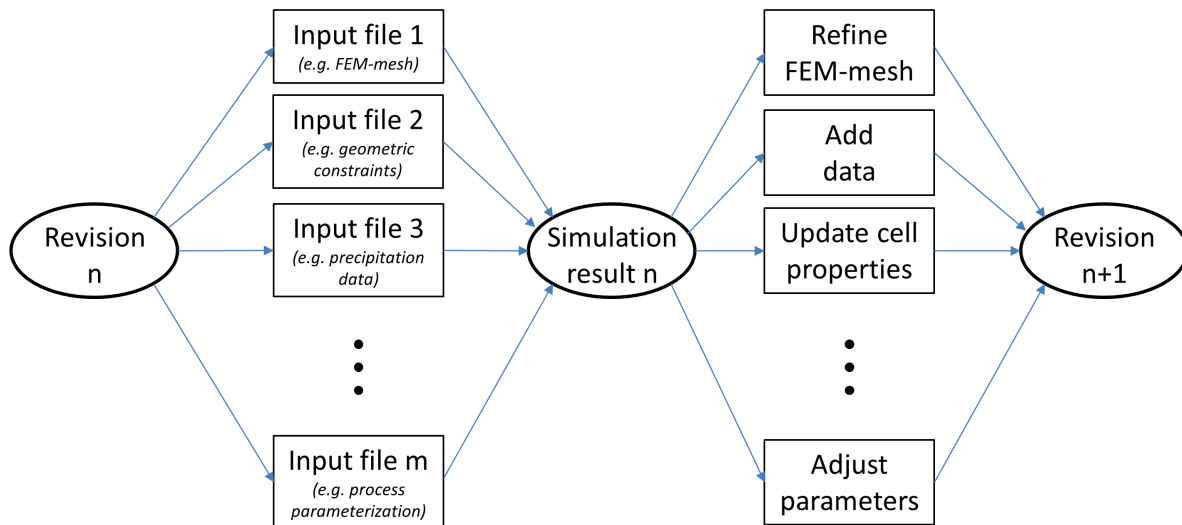 Revision
n
Input file 1
(e.g. FEM-mesh)
Input file 2
(e.g. geometric
constraints)
Input file 3
(e.g. precipitation
data)
Input file m
(e.g. process
parameterization)
Simulation
result n
Refine
FEM-mesh
Add
data
Update cell
properties
Adjust
parameters
Revision
n+1